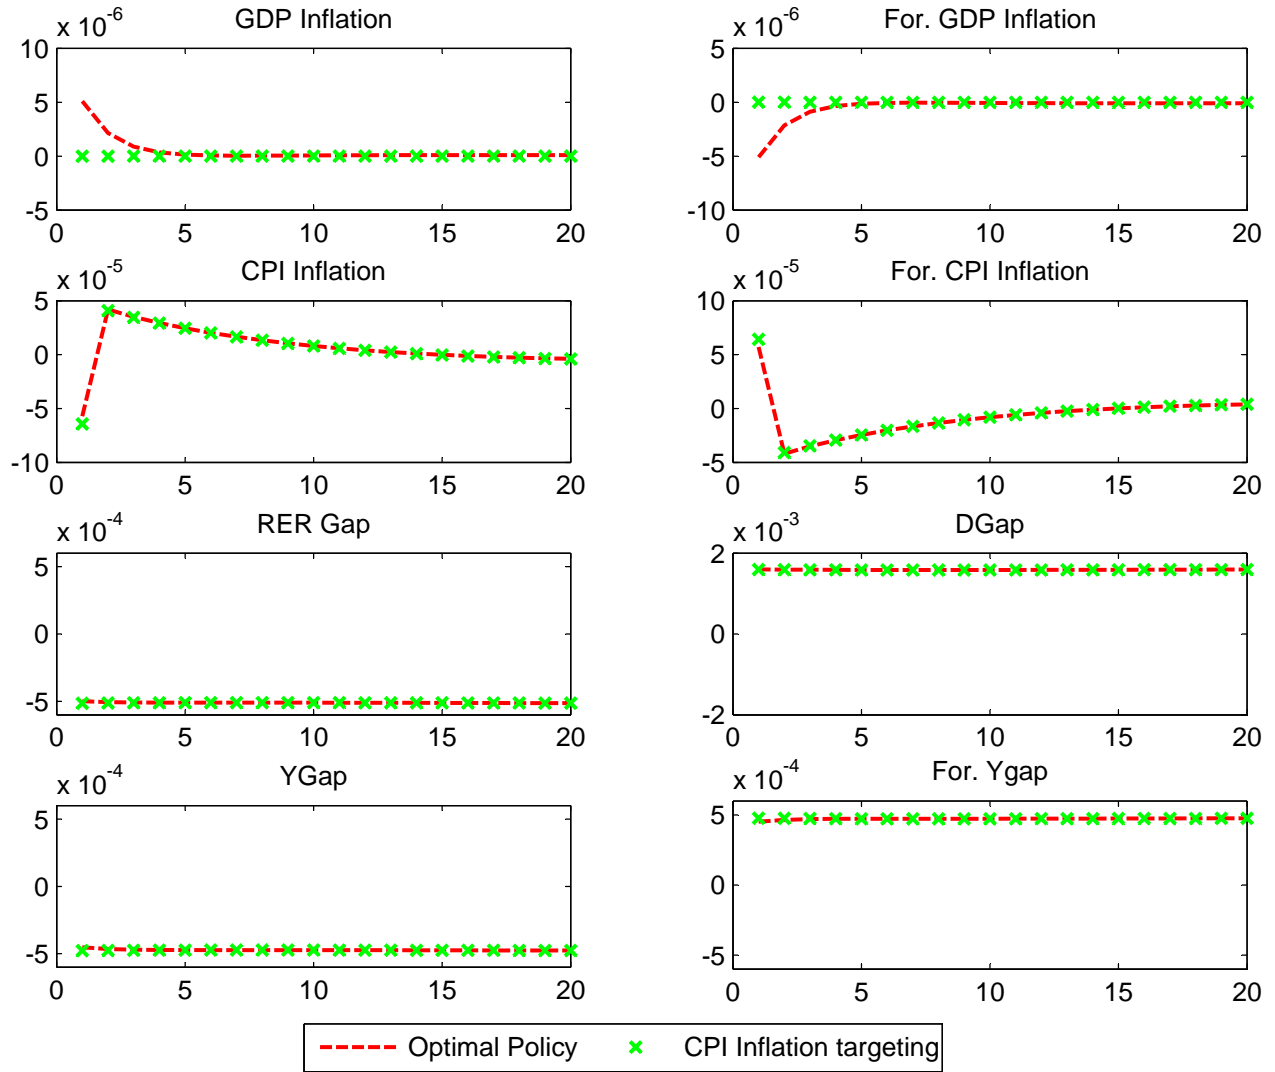 GDP Inflation
x 10^-6
10
5
0
-5
0 5 10 15 20
For. GDP Inflation
x 10^-6
5
0
-5
-10
0 5 10 15 20
CPI Inflation
x 10^-5
5
0
-5
-10
0 5 10 15 20
For. CPI Inflation
x 10^-5
10
5
0
-5
0 5 10 15 20
RER Gap
x 10^-4
5
0
-5
0 5 10 15 20
DGap
x 10^-3
2
0
-2
0 5 10 15 20
YGap
x 10^-4
5
0
-5
0 5 10 15 20
For. Ygap
x 10^-4
5
0
-5
0 5 10 15 20
Optimal Policy CPI Inflation targeting